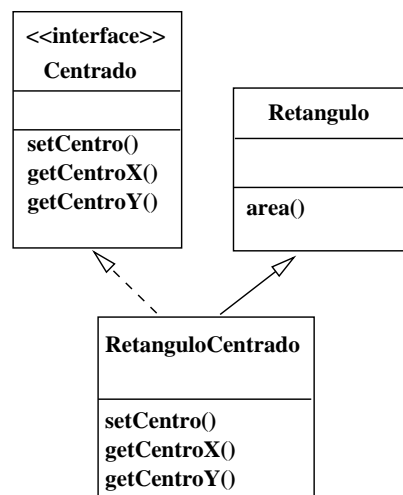 <<interface>>
Centrado
setCentro()
getCentroX()
getCentroY()
Retangulo
area()
RetanguloCentrado
setCentro()
getCentroX()
getCentroY()